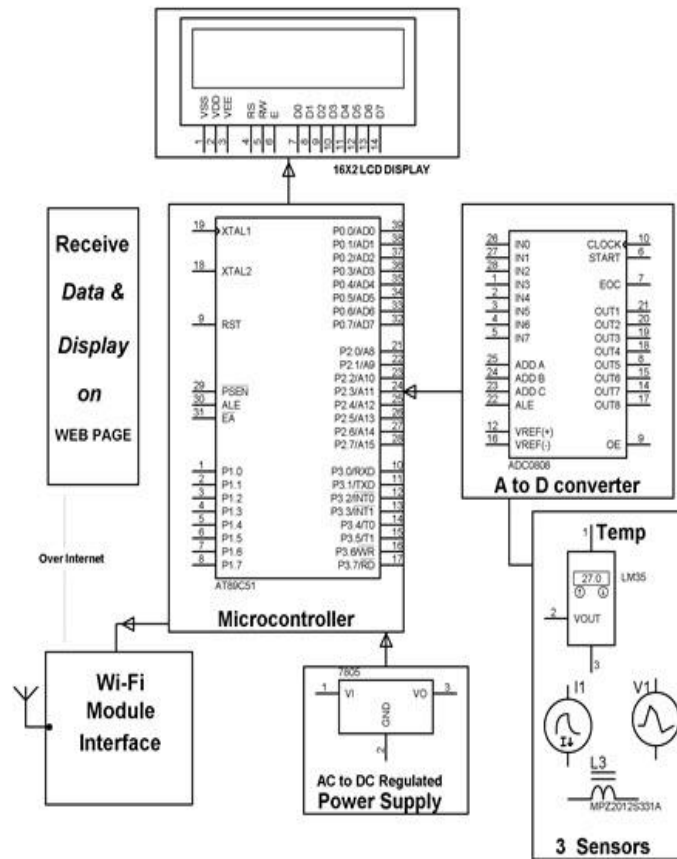 VSS
VDD
VEE
RS
RW
E
D0
D1
D2
D3
D4
D5
D6
D7
1
2
3
4
5
6
7
8
9
10
11
12
13
14
16X2 LCD DISPLAY
Receive
Data &
Display
on
WEB PAGE
Over Internet
Wi-Fi
Module
Interface
19 XTAL1
18 XTAL2
9 RST
29 PSEN
30 ALE
31 EA
1 P1.0
2 P1.1
3 P1.2
4 P1.3
5 P1.4
6 P1.5
7 P1.6
8 P1.7
P0.0/AD0 39
P0.1/AD1 38
P0.2/AD2 37
P0.3/AD3 36
P0.4/AD4 35
P0.5/AD5 34
P0.6/AD6 33
P0.7/AD7 32
P2.0/A8 21
P2.1/A9 22
P2.2/A10 23
P2.3/A11 24
P2.4/A12 25
P2.5/A13 26
P2.6/A14 27
P2.7/A15 28
P3.0/RXD 10
P3.1/TXD 11
P3.2/INT0 12
P3.3/INT1 13
P3.4/T0 14
P3.5/T1 15
P3.6/WR 16
P3.7/RD 17
AT89C51
Microcontroller
26 IN0
27 IN1
28 IN2
1 IN3
2 IN4
3 IN5
4 IN6
5 IN7
25 ADD A
24 ADD B
23 ADD C
22 ALE
12 VREF(+)
16 VREF(-)
CLOCK 10
START 6
EOC 7
OUT1 21
OUT2 20
OUT3 19
OUT4 18
OUT5 8
OUT6 15
OUT7 14
OUT8 17
OE 9
ADC0808
A to D converter
7805
1 VI VO 3
GND
2
AC to DC Regulated
Power Supply
1 Temp
27.0 LM35
2 VOUT
3
I1 V1
I↓
L3
MPZ2012S331A
3 Sensors